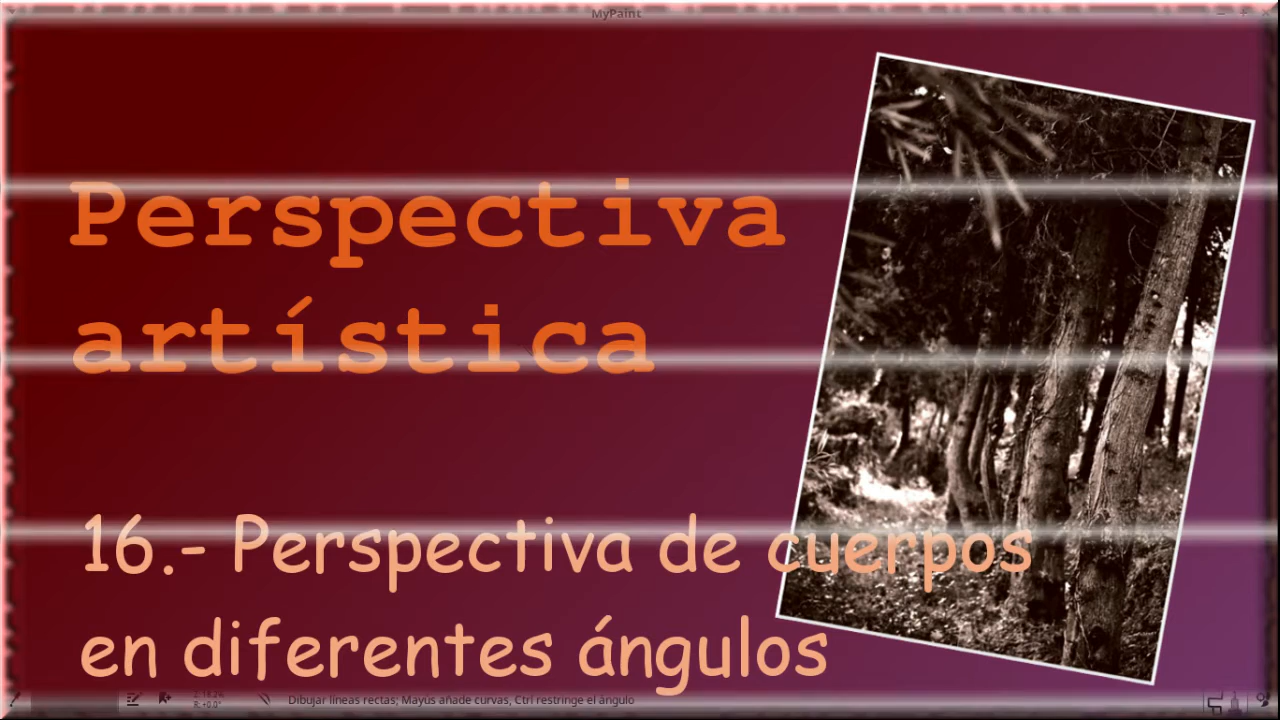 MyPaint
Perspectiva
artística
16.- Perspectiva de cuerpos
en diferentes ángulos
Dibujar líneas rectas; Mayús añade curvas, Ctrl restringe el ángulo